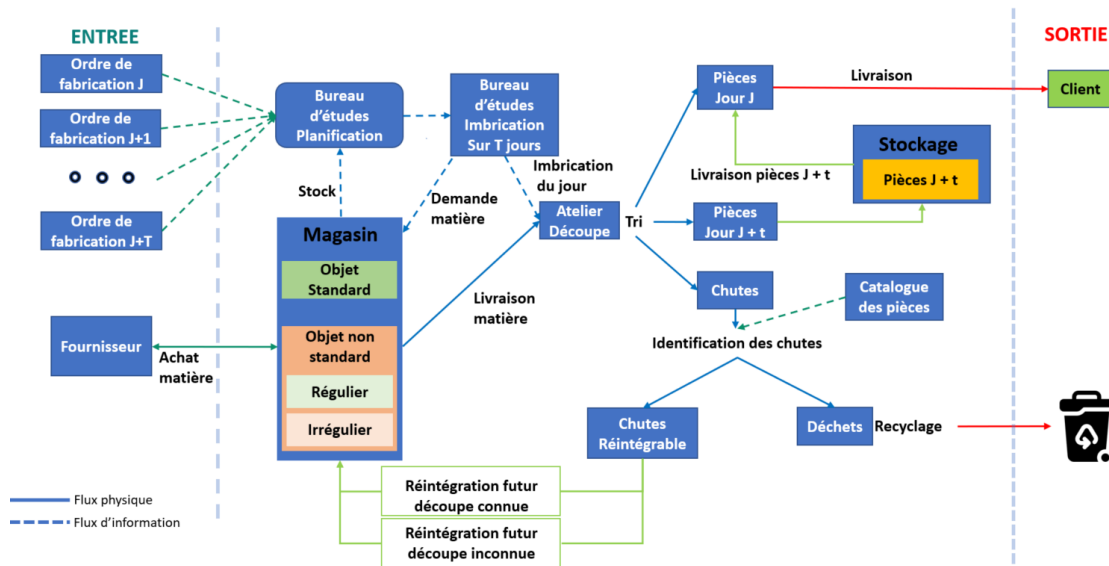 ENTREE
SORTIE
Ordre de
fabrication J
Ordre de
fabrication J+1
Ordre de
fabrication J+T
Bureau
d'études
Planification
Bureau
d'études
Imbrication
Sur T jours
Pièces
Jour J
Livraison
Client
Stockage
Pièces J + t
Livraison pièces J + t
Imbrication
du jour
Stock
Demande
matière
Atelier
Découpe
Tri
Pièces
Jour J + t
Magasin
Objet
Standard
Objet non
standard
Régulier
Irrégulier
Livraison
matière
Chutes
Catalogue
des pièces
Fournisseur
Achat
matière
Identification des chutes
Chutes
Réintégrable
Déchets
Recyclage
Réintégration futur
découpe connue
Réintégration futur
découpe inconnue
Flux physique
Flux d'information